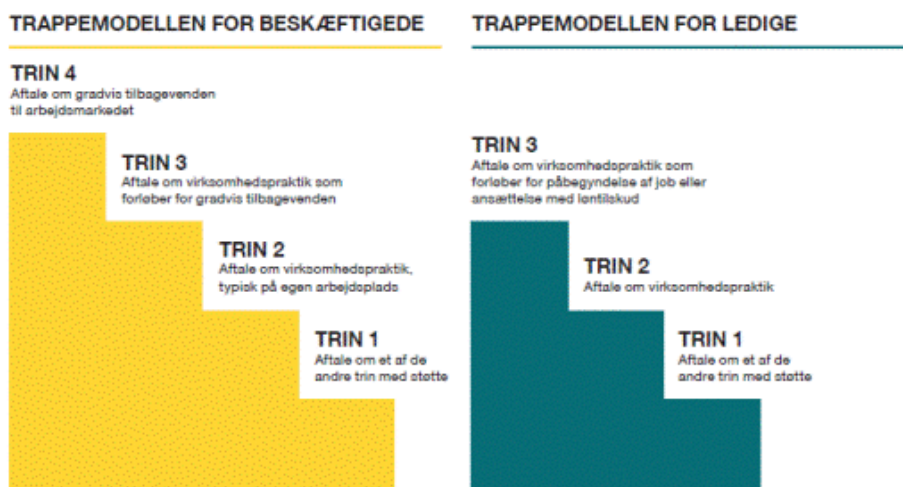 TRAPPEMODELLEN FOR BESKÆFTIGEDE
TRIN 4
Aftale om gradvis tilbagevenden
til arbejdsmarkedet
TRIN 3
Aftale om virksomhedspraktik som
forløber for gradvis tilbagevenden
TRIN 2
Aftale om virksomhedspraktik,
typisk på egen arbejdsplads
TRIN 1
Aftale om et af de
andre trin med støtte
TRAPPEMODELLEN FOR LEDIGE
TRIN 3
Aftale om virksomhedspraktik som
forløber for påbegyndelse af job eller
ansættelse med løntilskud
TRIN 2
Aftale om virksomhedspraktik
TRIN 1
Aftale om et af de
andre trin med støtte